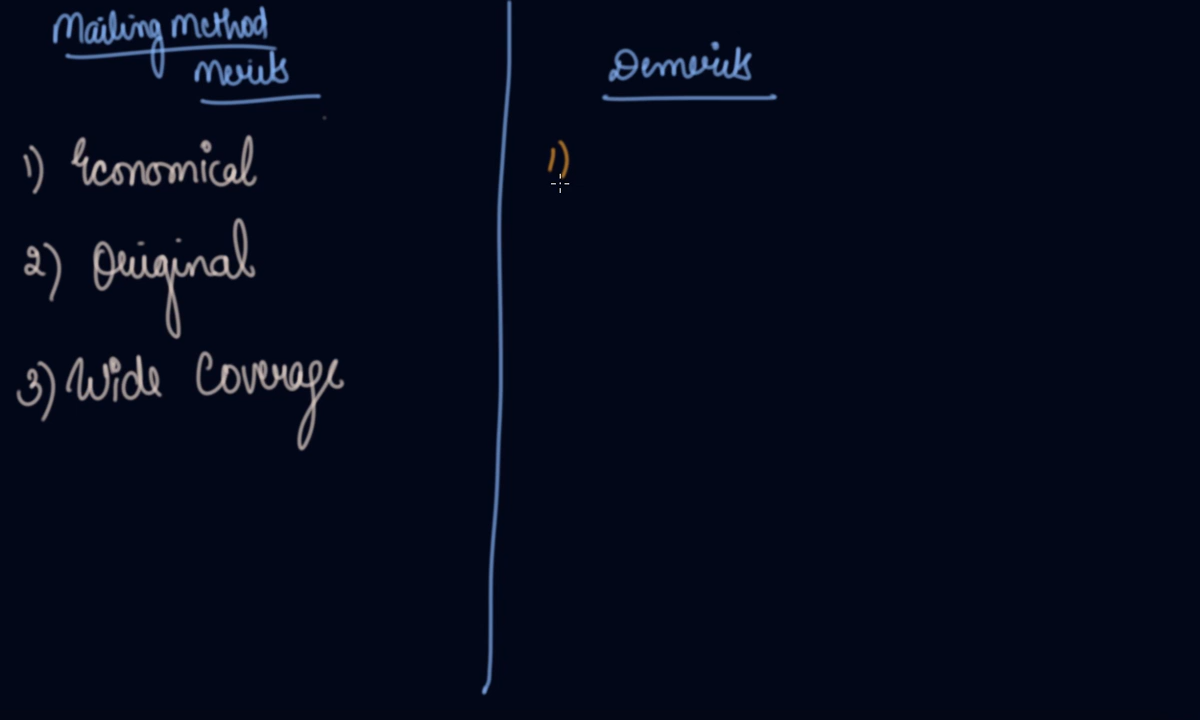 Mailing Method
Merits
1) Economical
2) Original
3) Wide Coverage
Demerits
1)